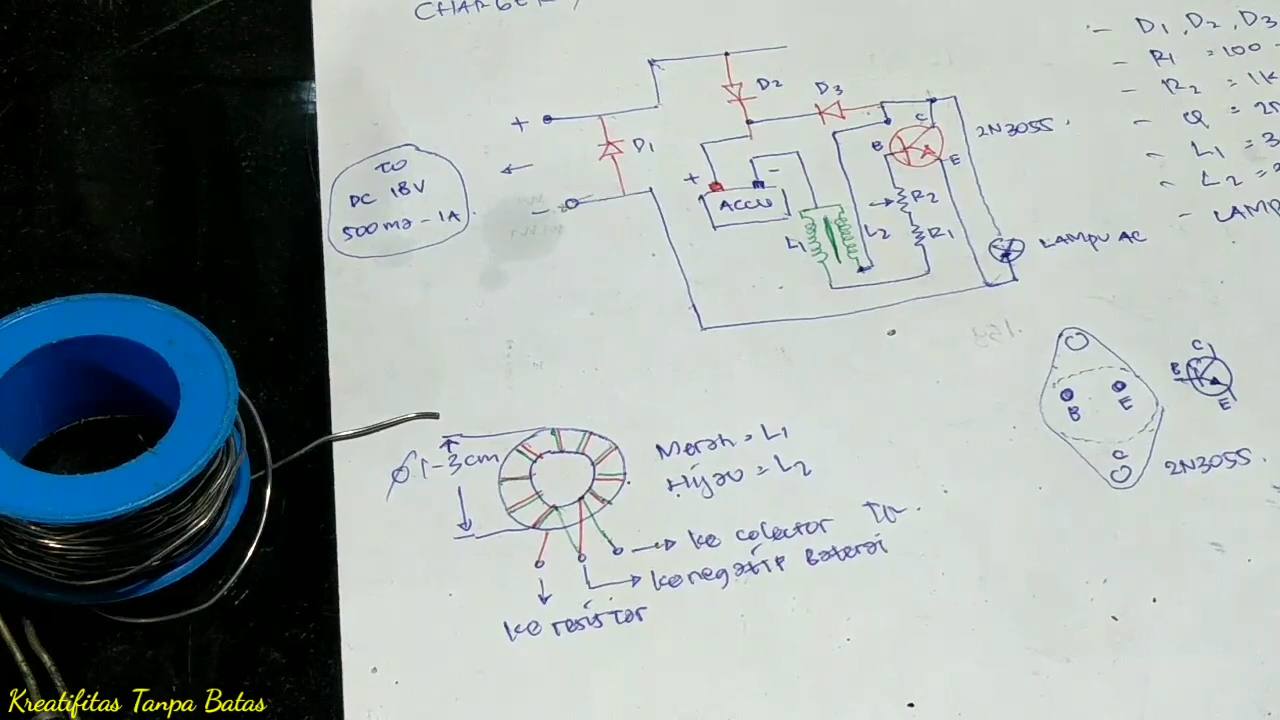 CHARGER
- D1, D2, D3
- R1 = 100
- R2 = 1K
- Q = 2N
- L1 = 3
- L2 =
- LAMP
+
D1
D2
D3
C
B
E
2N3055.
TO
DC 18V
500ma - 1A
-
+
-
ACCU
R2
R1
L1
L2
LAMPU AC
C
B
E
B
E
C
2N3055.
Ø 1-3cm
Merah = L1
Hijau = L2
ke colector TR.
ke negatip Baterai
ke resistor
Kreatifitas Tanpa Batas